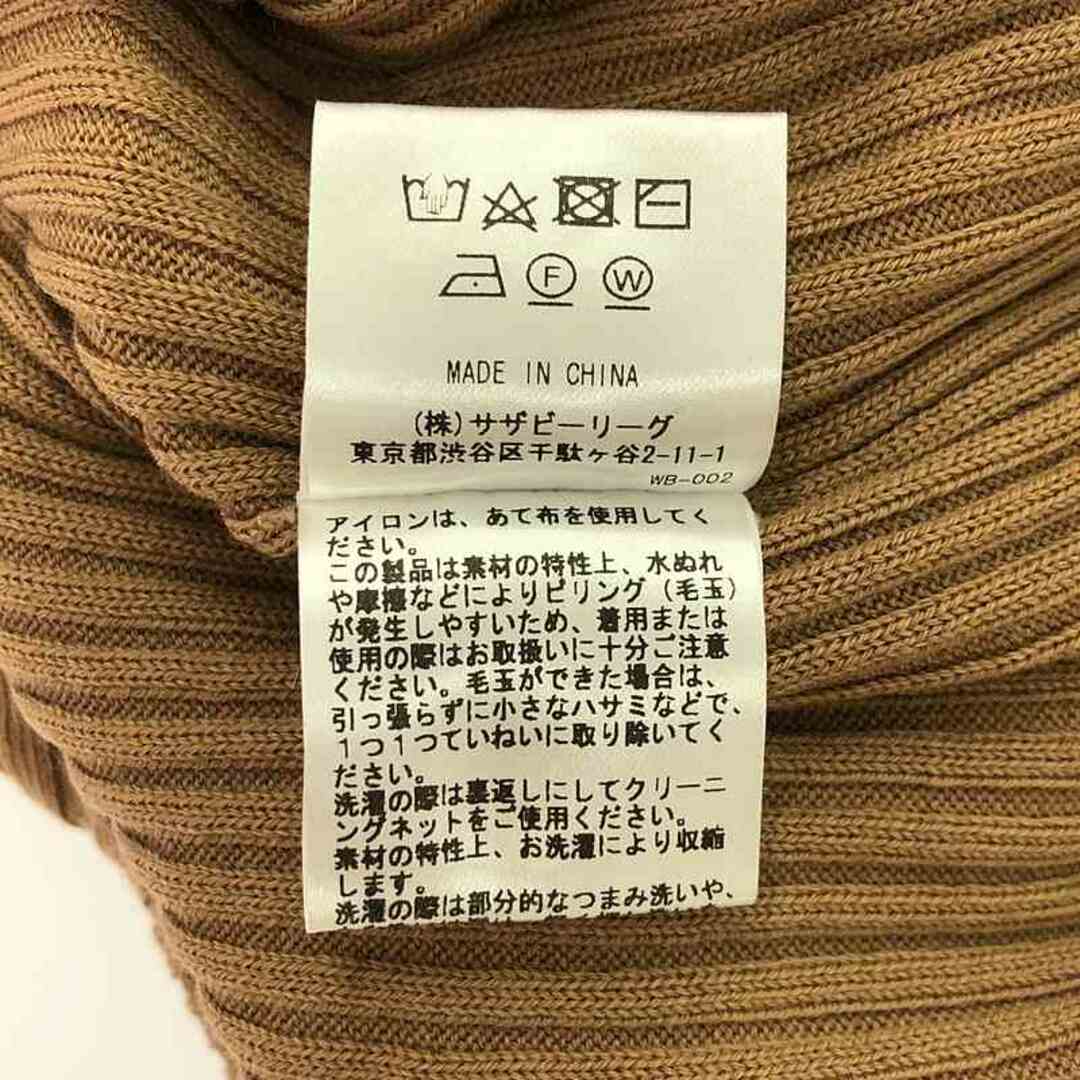 F W
MADE IN CHINA
(株)サザビーリーグ
東京都渋谷区千駄ヶ谷2-11-1
WB-002
アイロンは、あて布を使用してく
ださい。
この製品は素材の特性上、水ぬれ
や摩擦などによりピリング(毛玉)
が発生しやすいため、着用または
使用の際はお取扱いに十分ご注意
ください。毛玉ができた場合は、
引っ張らずに小さなハサミなどで、
1つ1つていねいに取り除いてく
ださい。
洗濯の際は裏返しにしてクリーニ
ングネットをご使用ください。
素材の特性上、お洗濯により収縮
します。
洗濯の際は部分的なつまみ洗いや、